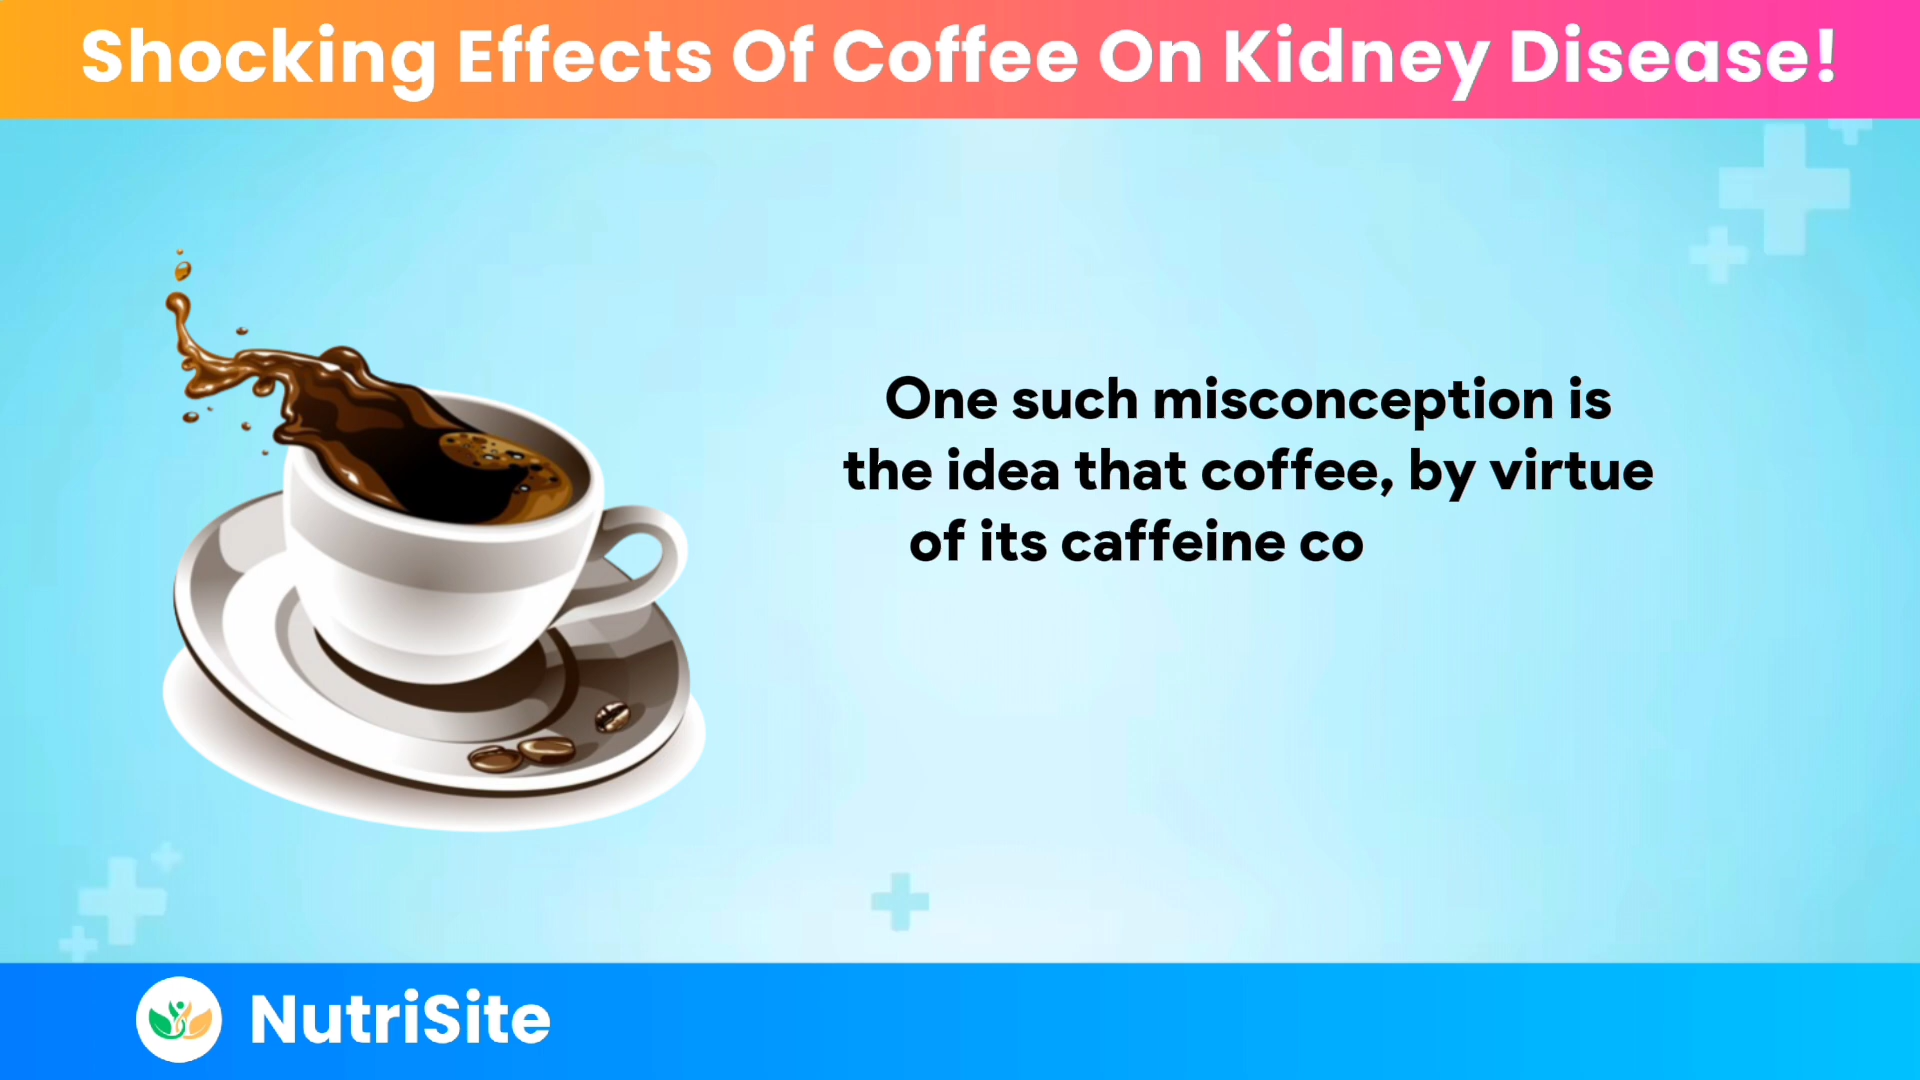 Shocking Effects Of Coffee On Kidney Disease!
One such misconception is
the idea that coffee, by virtue
of its caffeine co
NutriSite